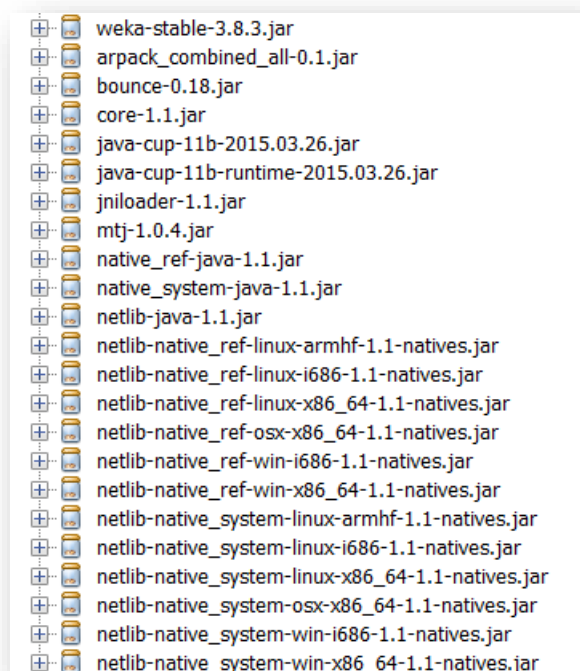 weka-stable-3.8.3.jar
arpack_combined_all-0.1.jar
bounce-0.18.jar
core-1.1.jar
java-cup-11b-2015.03.26.jar
java-cup-11b-runtime-2015.03.26.jar
jniloader-1.1.jar
mtj-1.0.4.jar
native_ref-java-1.1.jar
native_system-java-1.1.jar
netlib-java-1.1.jar
netlib-native_ref-linux-armhf-1.1-natives.jar
netlib-native_ref-linux-i686-1.1-natives.jar
netlib-native_ref-linux-x86_64-1.1-natives.jar
netlib-native_ref-osx-x86_64-1.1-natives.jar
netlib-native_ref-win-i686-1.1-natives.jar
netlib-native_ref-win-x86_64-1.1-natives.jar
netlib-native_system-linux-armhf-1.1-natives.jar
netlib-native_system-linux-i686-1.1-natives.jar
netlib-native_system-linux-x86_64-1.1-natives.jar
netlib-native_system-osx-x86_64-1.1-natives.jar
netlib-native_system-win-i686-1.1-natives.jar
netlib-native_system-win-x86_64-1.1-natives.jar